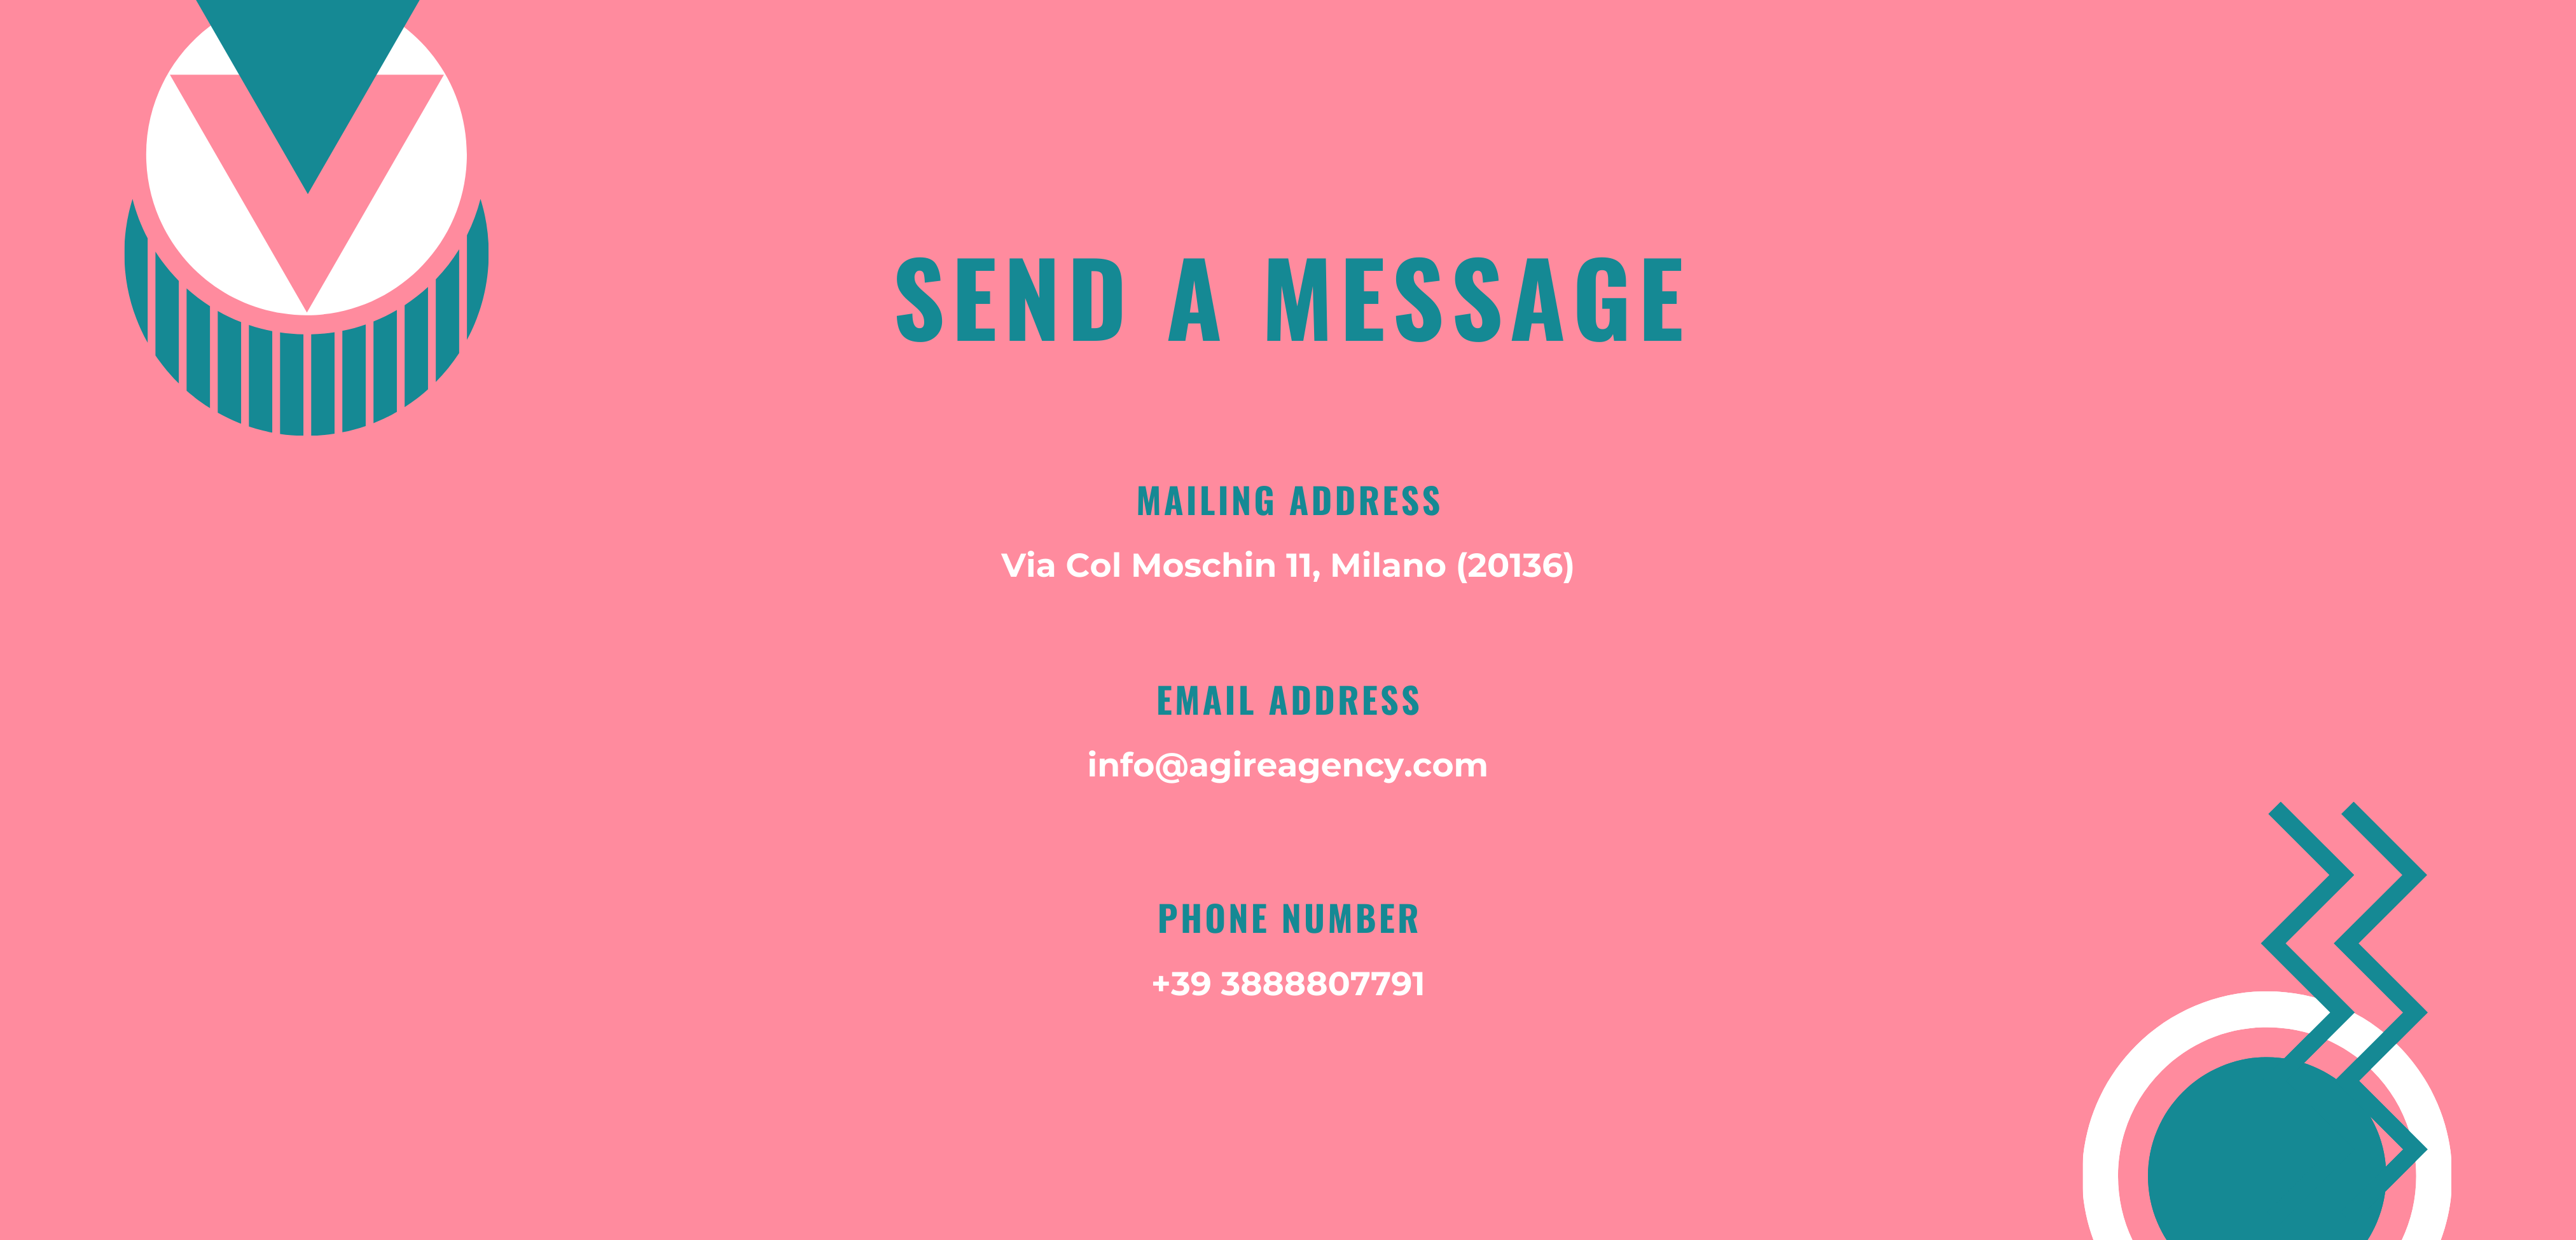 SEND A MESSAGE
MAILING ADDRESS
Via Col Moschin 11, Milano (20136)
EMAIL ADDRESS
info@agireagency.com
PHONE NUMBER
+39 3888807791